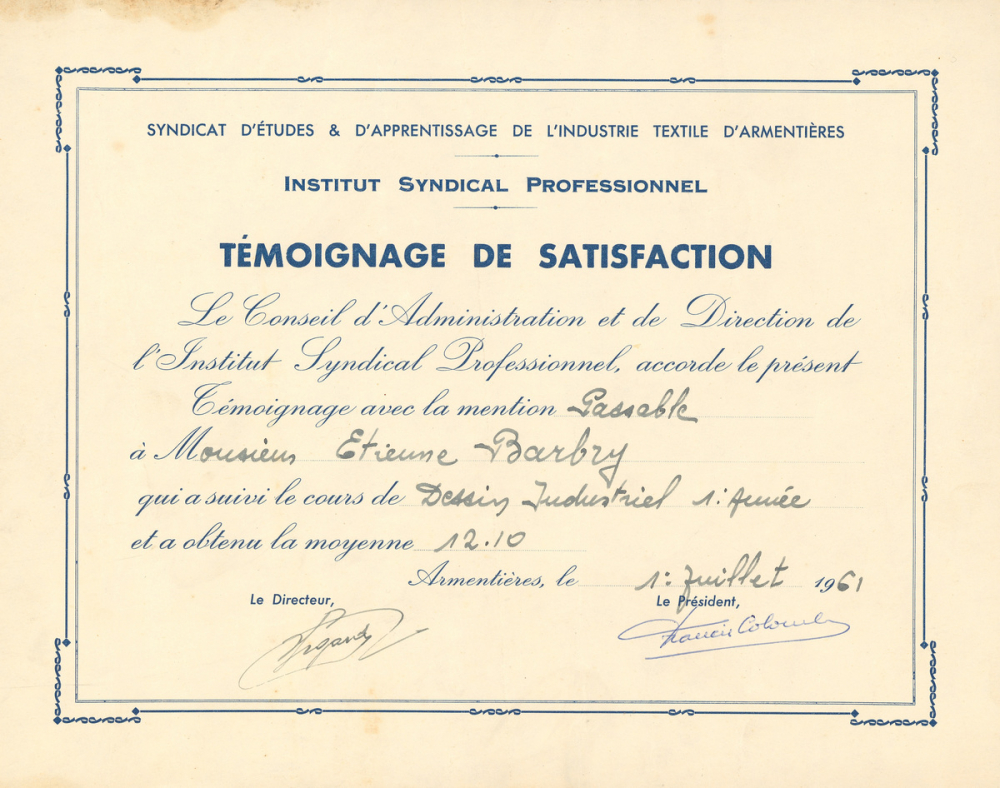 SYNDICAT D'ÉTUDES & D'APPRENTISSAGE DE L'INDUSTRIE TEXTILE D'ARMENTIÈRES
INSTITUT SYNDICAL PROFESSIONNEL
TÉMOIGNAGE DE SATISFACTION
Le Conseil d'Administration et de Direction de
l'Institut Syndical Professionnel, accorde le présent
Témoignage avec la mention Passable
à Monsieur Etienne Barbry
qui a suivi le cours de Dessin Industriel 1: Année
et a obtenu la moyenne 12.10
Armentières, le 1: Juillet 1961
Le Directeur,
Le Président,
Francis